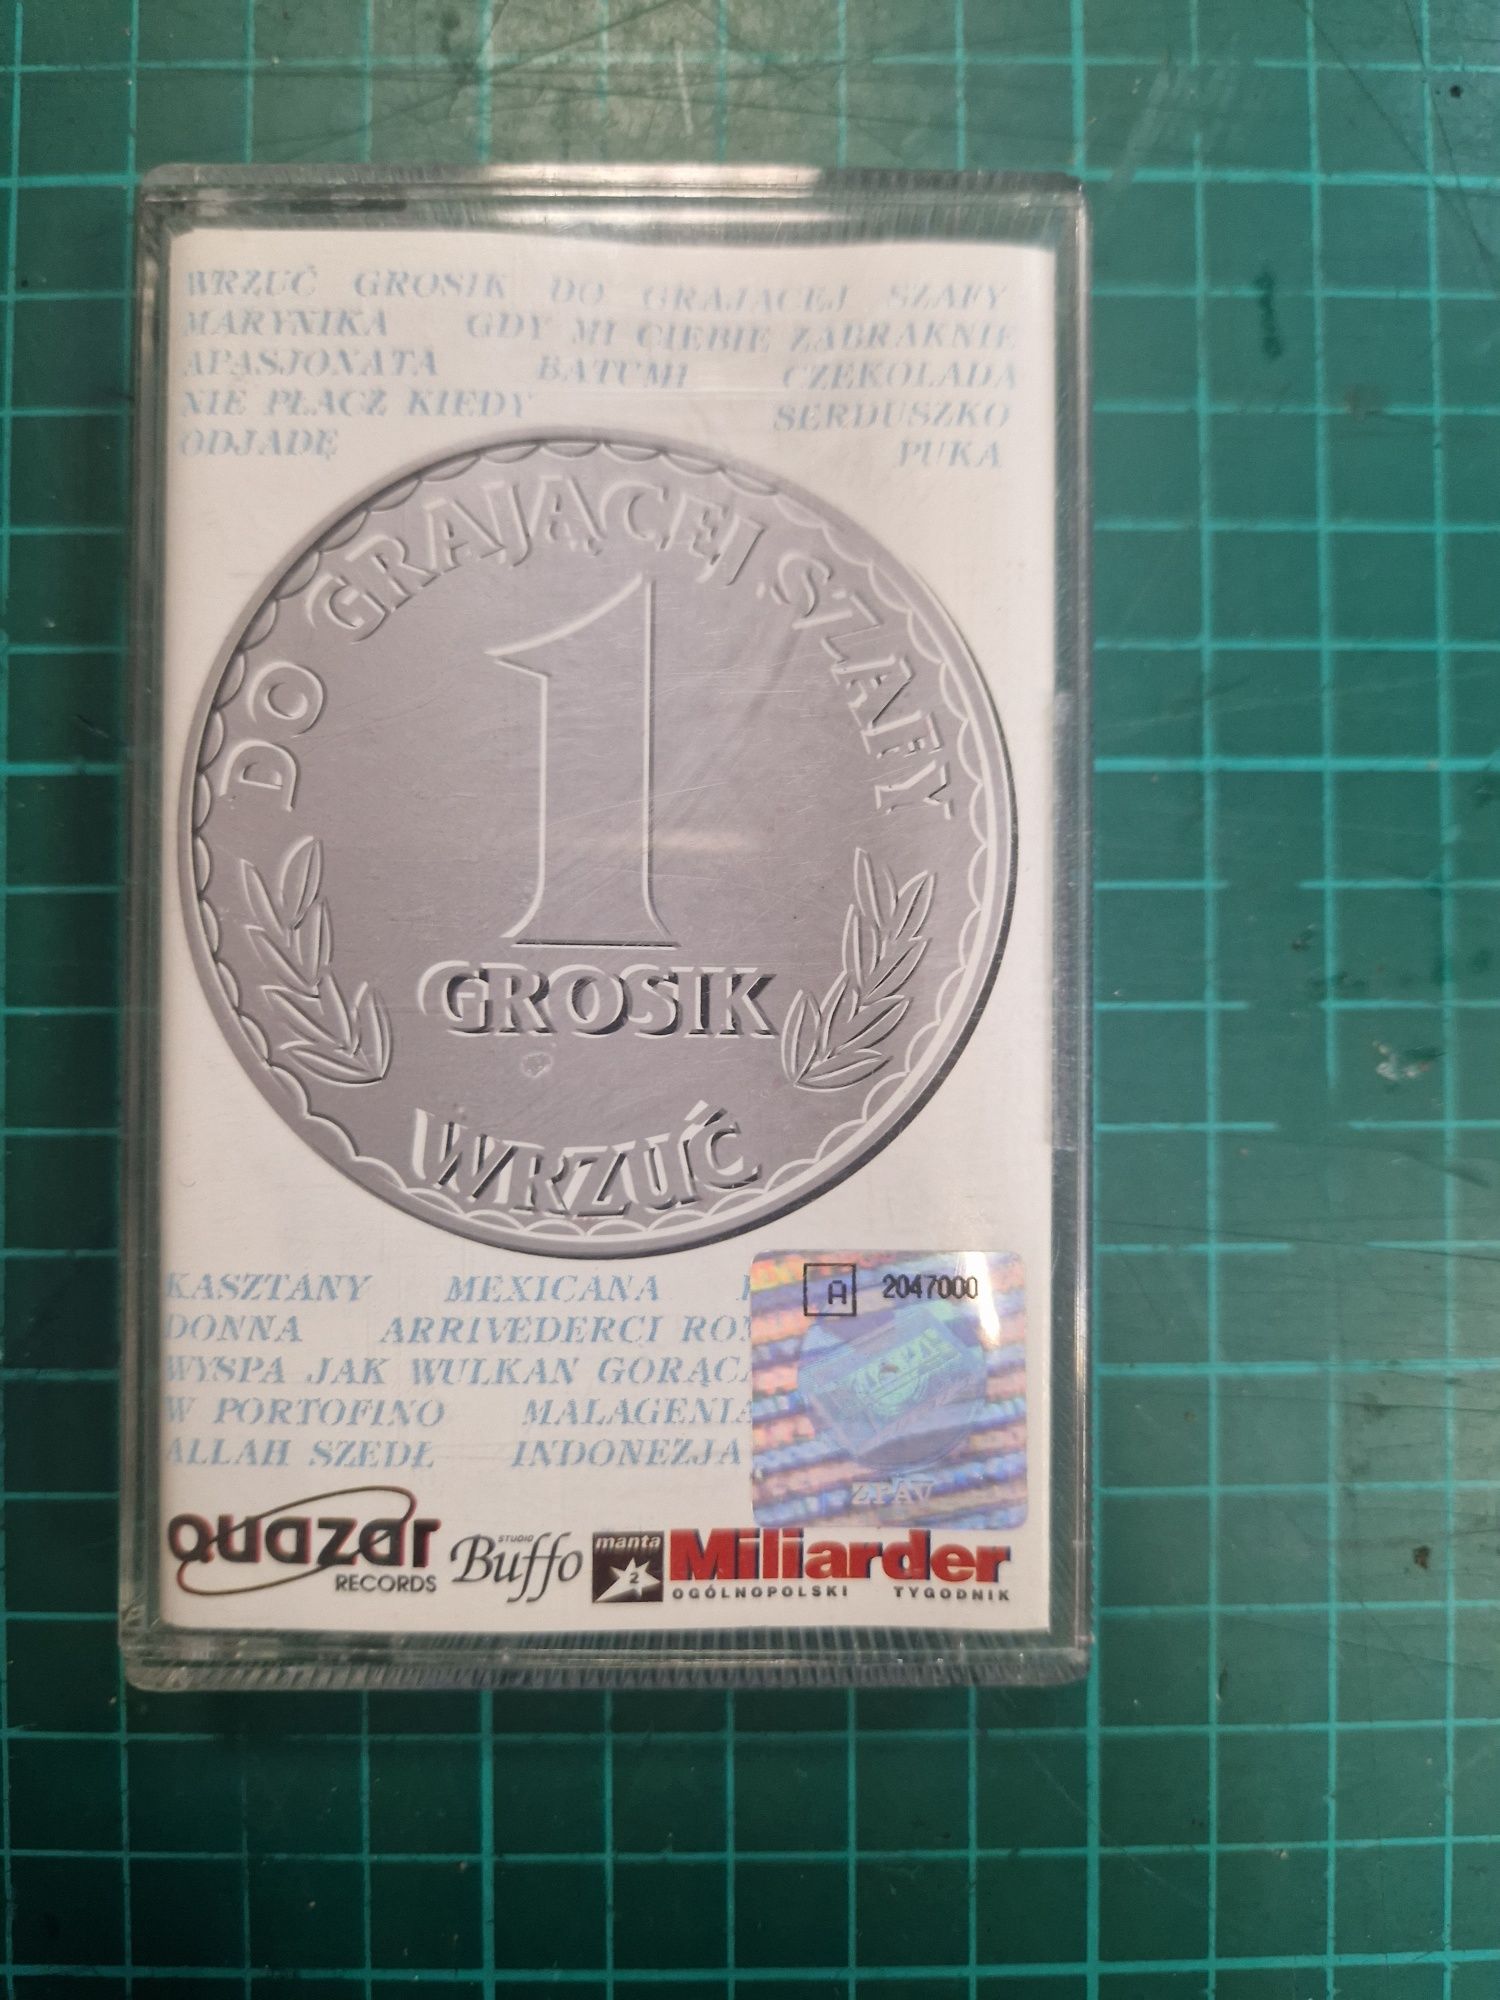 WRZUĆ GROSIK DO GRAJĄCEJ SZAFY
MARYNIKA GDY MI CIEBIE ZABRAKNIE
APASJONATA BATUMI CZEKOLADA
NIE PŁACZ KIEDY SERDUSZKO
ODJADĘ PUKA
DO GRAJĄCEJ SZAFY
1
GROSIK
WRZUĆ
KASZTANY MEXICANA
DONNA ARRIVEDERCI
WYSPA JAK WULKAN
W PORTOFINO
ALLAH SZEDŁ INDONEZJA
A 2047000
ZPAV
Quazar
RECORDS
STUDIO
Buffo
manta
2
Miliarder
OGÓLNOPOLSKI TYGODNIK